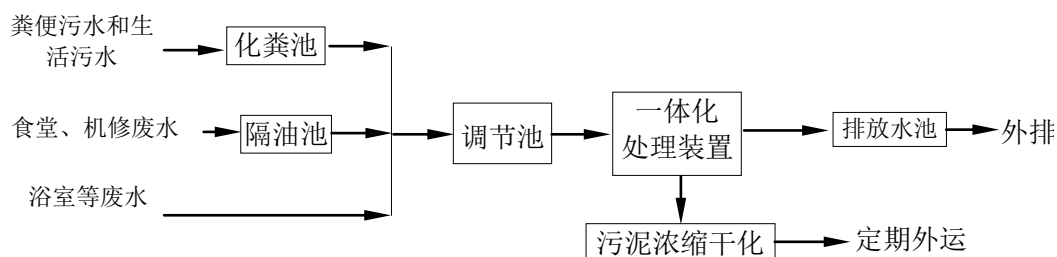 粪便污水和生
活污水
化粪池
食堂、机修废水
隔油池
调节池
一体化
处理装置
排放水池
外排
浴室等废水
污泥浓缩干化
定期外运